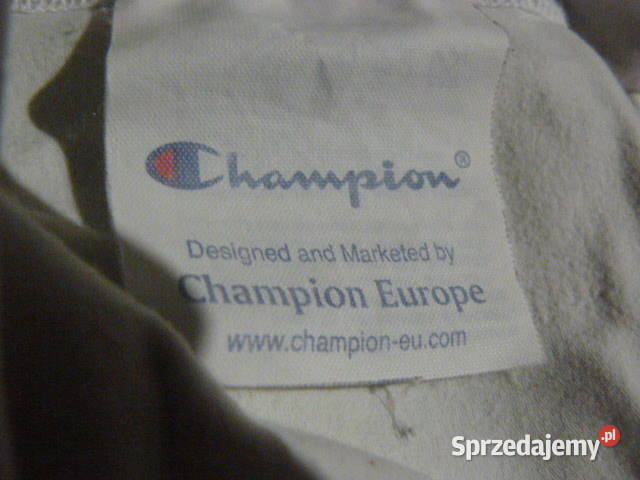 Champion®
Designed and Marketed by
Champion Europe
www.champion-eu.com
Sprzedajemy.pl